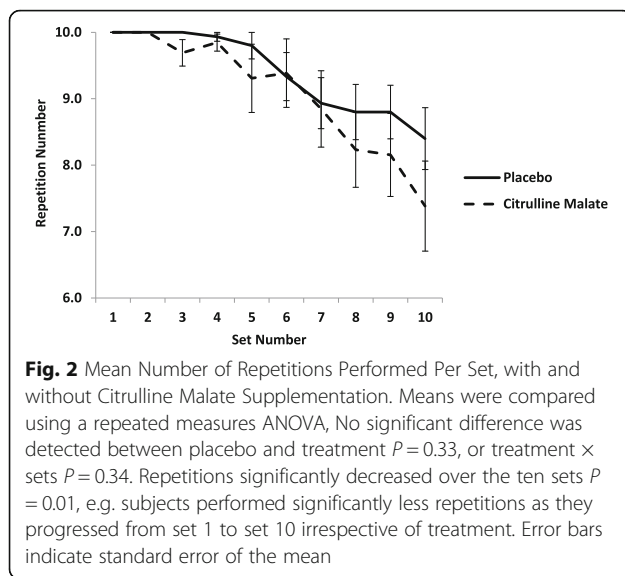 10.0
9.0
8.0
7.0
6.0
Repetition Nunmber
1 2 3 4 5 6 7 8 9 10
Set Number
Placebo
Citrulline Malate
Fig. 2 Mean Number of Repetitions Performed Per Set, with and
without Citrulline Malate Supplementation. Means were compared
using a repeated measures ANOVA, No significant difference was
detected between placebo and treatment P = 0.33, or treatment ×
sets P = 0.34. Repetitions significantly decreased over the ten sets P
= 0.01, e.g. subjects performed significantly less repetitions as they
progressed from set 1 to set 10 irrespective of treatment. Error bars
indicate standard error of the mean